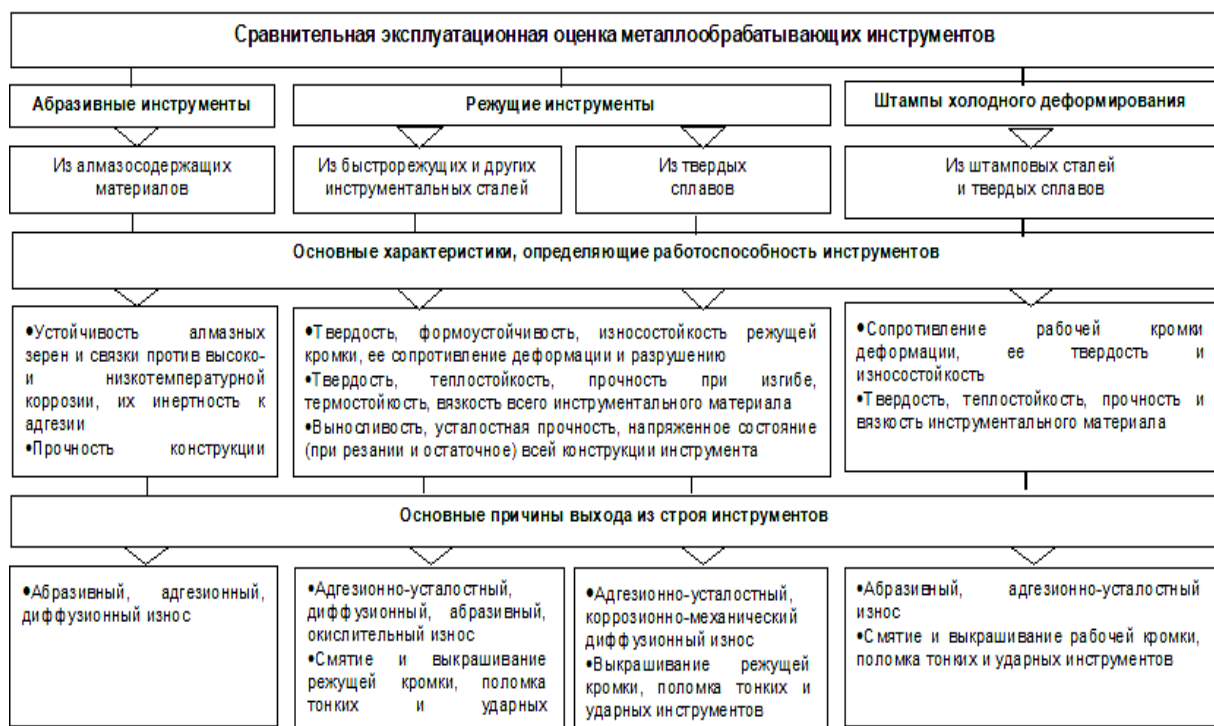 Сравнительная эксплуатационная оценка металлообрабатывающих инструментов
Абразивные инструменты
Режущие инструменты
Штампы холодного деформирования
Из алмазосодержащих
материалов
Из быстрорежущих и других
инструментальных сталей
Из твердых
сплавов
Из штамповых сталей
и твердых сплавов
Основные характеристики, определяющие работоспособность инструментов
•Устойчивость алмазных
зерен и связки против высоко-
и низкотемпературной
коррозии, их инертность к
адгезии
•Прочность конструкции
•Твердость, формоустойчивость, износостойкость режущей
кромки, ее сопротивление деформации и разрушению
•Твердость, теплостойкость, прочность при изгибе,
термостойкость, вязкость всего инструментального материала
•Выносливость, усталостная прочность, напряженное состояние
(при резании и остаточное) всей конструкции инструмента
•Сопротивление рабочей кромки
деформации, ее твердость и
износостойкость
•Твердость, теплостойкость, прочность и
вязкость инструментального материала
Основные причины выхода из строя инструментов
•Абразивный, адгезионный,
диффузионный износ
•Адгезионно-усталостный,
диффузионный, абразивный,
окислительный износ
•Смятие и выкрашивание
режущей кромки, поломка
тонких и ударных
•Адгезионно-усталостный,
коррозионно-механический
диффузионный износ
•Выкрашивание режущей
кромки, поломка тонких и
ударных инструментов
•Абразивный, адгезионно-усталостный
износ
•Смятие и выкрашивание рабочей кромки,
поломка тонких и ударных инструментов